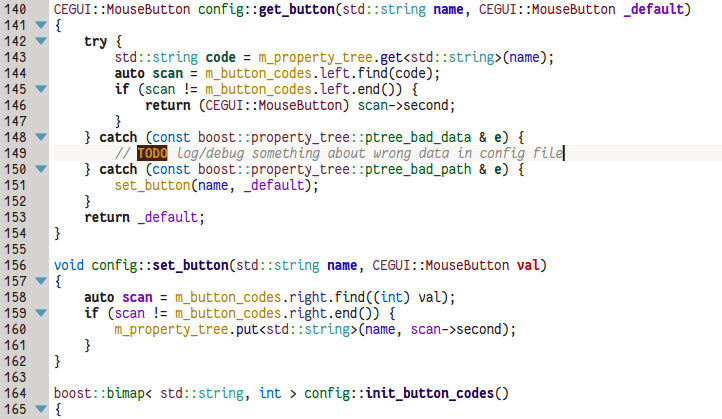 140 CEGUI::MouseButton config::get_button(std::string name, CEGUI::MouseButton _default)
141 {
142     try {
143         std::string code = m_property_tree.get<std::string>(name);
144         auto scan = m_button_codes.left.find(code);
145         if (scan != m_button_codes.left.end()) {
146             return (CEGUI::MouseButton) scan->second;
147         }
148     } catch (const boost::property_tree::ptree_bad_data & e) {
149         // TODO log/debug something about wrong data in config file
150     } catch (const boost::property_tree::ptree_bad_path & e) {
151         set_button(name, _default);
152     }
153     return _default;
154 }
155
156 void config::set_button(std::string name, CEGUI::MouseButton val)
157 {
158     auto scan = m_button_codes.right.find((int) val);
159     if (scan != m_button_codes.right.end()) {
160         m_property_tree.put<std::string>(name, scan->second);
161     }
162 }
163
164 boost::bimap< std::string, int > config::init_button_codes()
165 {